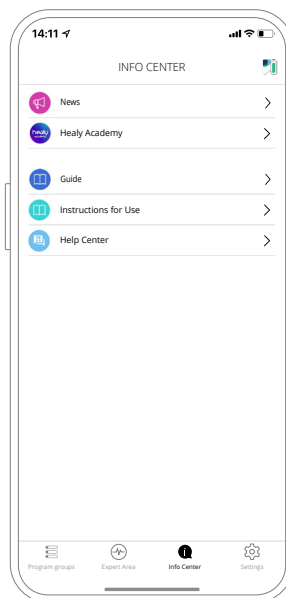 14:11
INFO CENTER
News
healy
Healy Academy
Guide
Instructions for Use
Help Center
Program groups
Expert Area
Info Center
Settings